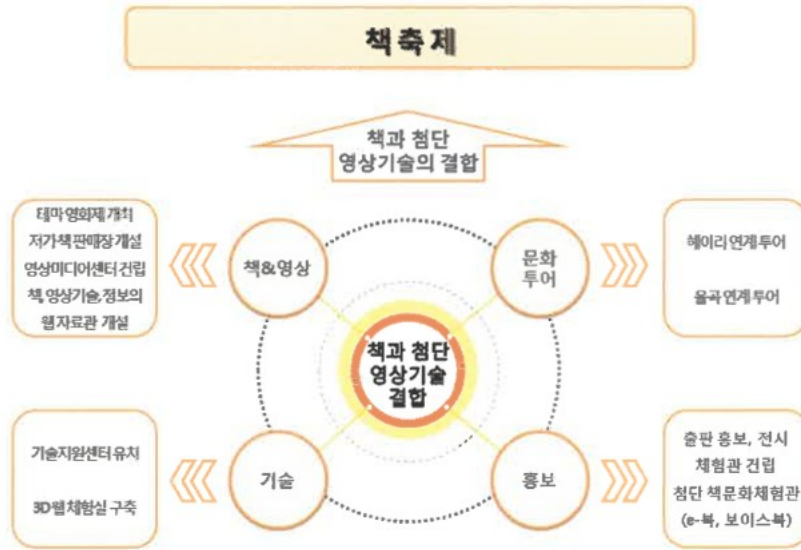 책축제
책과 첨단
영상기술의 결합
테마영화제 개최
저가책판매장 개설
영상미디어센터 건립
책, 영상기술, 정보의
웹자료관 개설
책&영상
문화
투어
헤이리 연계 투어
율곡 연계 투어
책과 첨단
영상기술
결합
기술지원센터 유치
3D웹체험실 구축
기술
홍보
출판 홍보, 전시
체험관 건립
첨단 책문화체험관
(e-북, 보이스북)